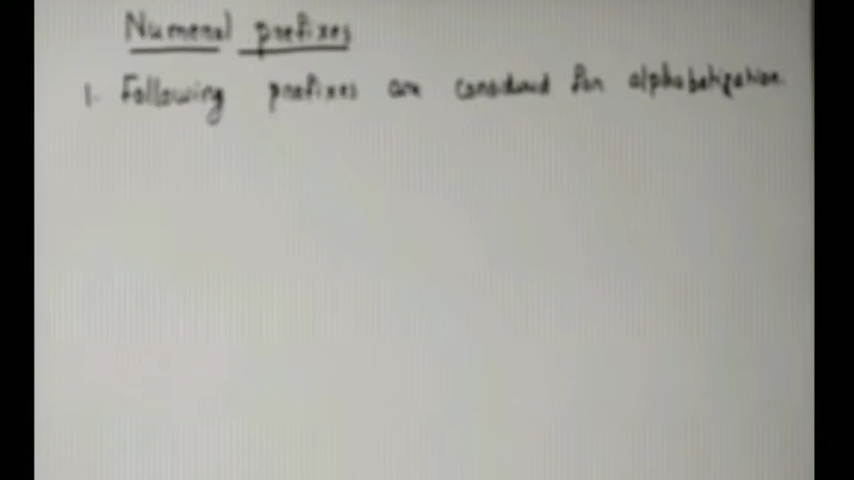 Numeral prefixes
1. Following prefixes are considered for alphabetization.